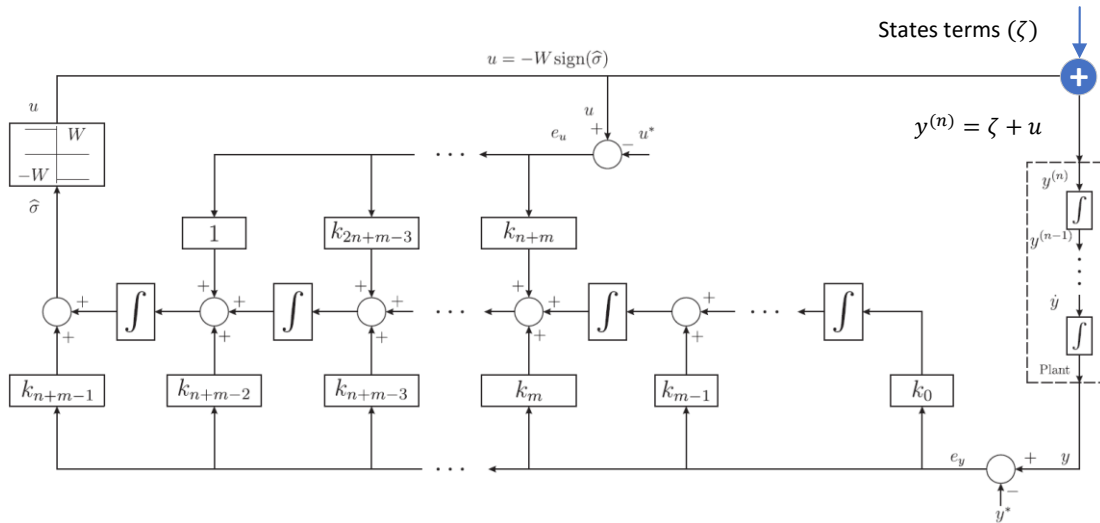 States terms (ζ)
u = −W sign(σ̂)
+
u
u
y⁽ⁿ⁾ = ζ + u
W
−W
e_u
+
−
u*
...
σ̂
y⁽ⁿ⁾
∫
y⁽ⁿ⁻¹⁾
1
k_{2n+m−3}
k_{n+m}
⋮
ẏ
+ + + + + +
∫ ∫ ... ∫ ... ∫
+ + + + +
∫
Plant
k_{n+m−1} k_{n+m−2} k_{n+m−3} k_m k_{m−1} k_0
...
e_y
+
y
−
y*